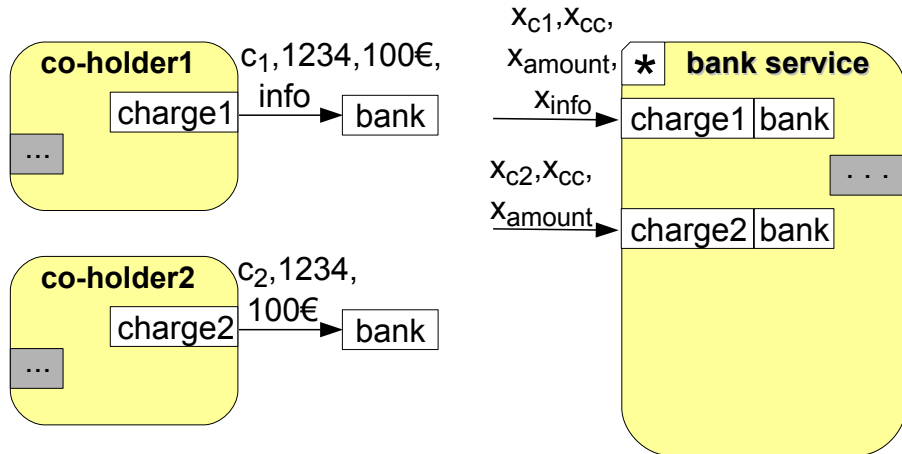 co-holder1
c1,1234,100€,
info
charge1
bank
...
co-holder2
c2,1234,
100€
charge2
bank
...
xc1,xcc,
xamount,
xinfo
* bank service
charge1 bank
...
xc2,xcc,
xamount
charge2 bank